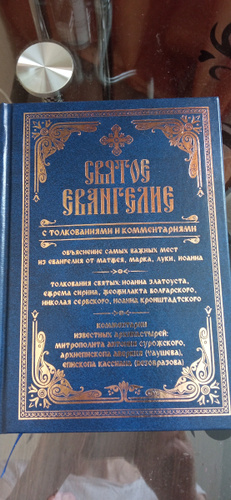 СВЯТОЕ
ЕВАНГЕЛИЕ
С ТОЛКОВАНИЯМИ И КОММЕНТАРИЯМИ
ОБЪЯСНЕНИЕ САМЫХ ВАЖНЫХ МЕСТ
ИЗ ЕВАНГЕЛИЯ ОТ МАТФЕЯ, МАРКА, ЛУКИ, ИОАННА
ТОЛКОВАНИЯ СВЯТЫХ: ИОАННА ЗЛАТОУСТА,
ЕФРЕМА СИРИНА, ФЕОФИЛАКТА БОЛГАРСКОГО,
НИКОЛАЯ СЕРБСКОГО, ИОАННА КРОНШТАДТСКОГО
КОММЕНТАРИИ
ИЗВЕСТНЫХ АРХИПАСТЫРЕЙ:
МИТРОПОЛИТА АНТОНИЯ СУРОЖСКОГО,
АРХИЕПИСКОПА АВЕРКИЯ (ТАУШЕВА),
ЕПИСКОПА КАССИАНА (БЕЗОБРАЗОВА)